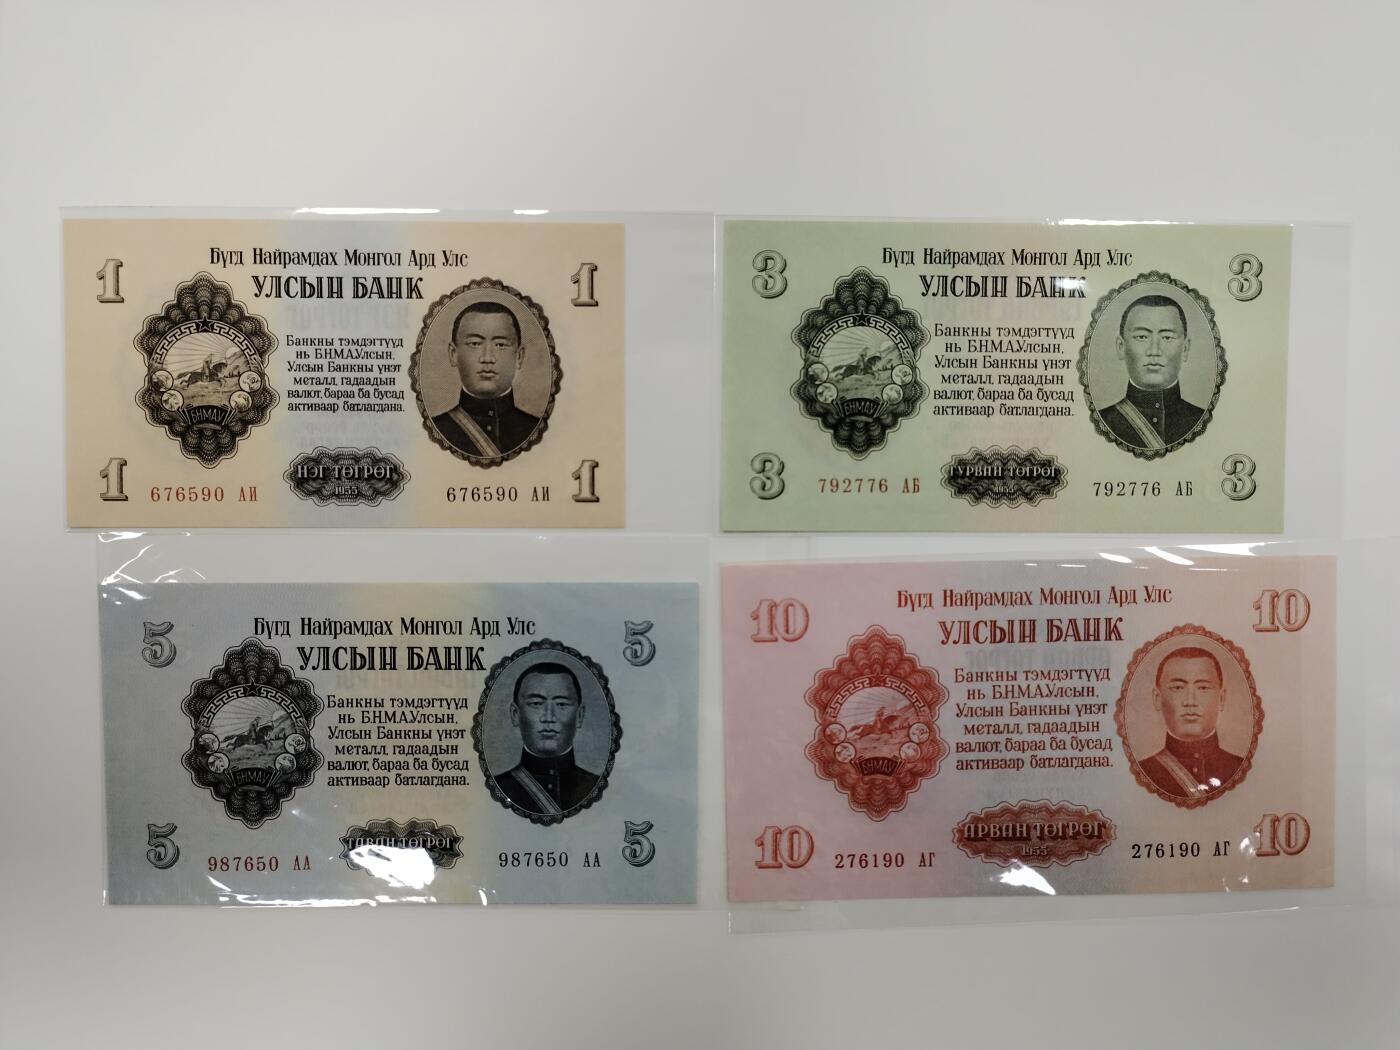 Бүгд Найрамдах Монгол Ард Улс
УЛСЫН БАНК
1
1
Банкны тэмдэгтүүд
нь Б.Н.М.А.Улсын,
Улсын Банкны үнэт
металл, гадаадын
валют, бараа ба бусад
активаар батлагдана.
БНМАУ
НЭГ ТӨГРӨГ
1955
1
676590 АИ
676590 АИ
1
Бүгд Найрамдах Монгол Ард Улс
УЛСЫН БАНК
3
3
Банкны тэмдэгтүүд
нь Б.Н.М.А.Улсын,
Улсын Банкны үнэт
металл, гадаадын
валют, бараа ба бусад
активаар батлагдана.
БНМАУ
ГУРВАН ТӨГРӨГ
1955
3
792776 АБ
792776 АБ
3
Бүгд Найрамдах Монгол Ард Улс
УЛСЫН БАНК
5
5
Банкны тэмдэгтүүд
нь Б.Н.М.А.Улсын,
Улсын Банкны үнэт
металл, гадаадын
валют, бараа ба бусад
активаар батлагдана.
БНМАУ
ТАВАН ТӨГРӨГ
5
987650 АА
987650 АА
5
Бүгд Найрамдах Монгол Ард Улс
УЛСЫН БАНК
10
10
Банкны тэмдэгтүүд
нь Б.Н.М.А.Улсын,
Улсын Банкны үнэт
металл, гадаадын
валют, бараа ба бусад
активаар батлагдана.
БНМАУ
АРВАН ТӨГРӨГ
1955
10
276190 АГ
276190 АГ
10